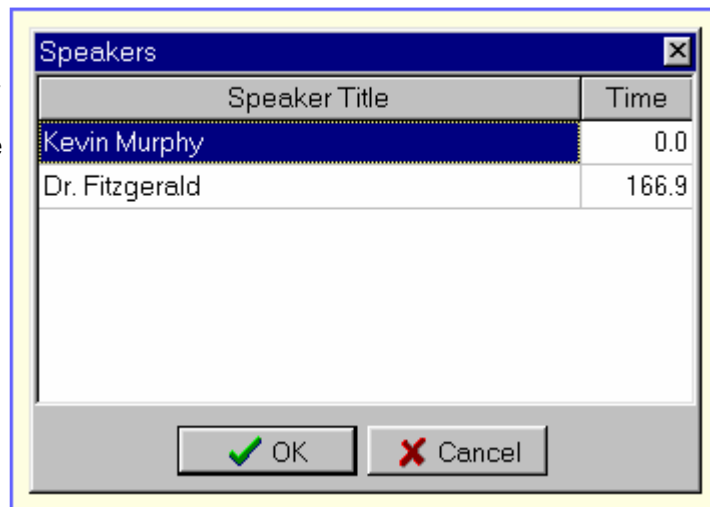 Speakers
Speaker Title Time
Kevin Murphy 0.0
Dr. Fitzgerald 166.9
OK Cancel